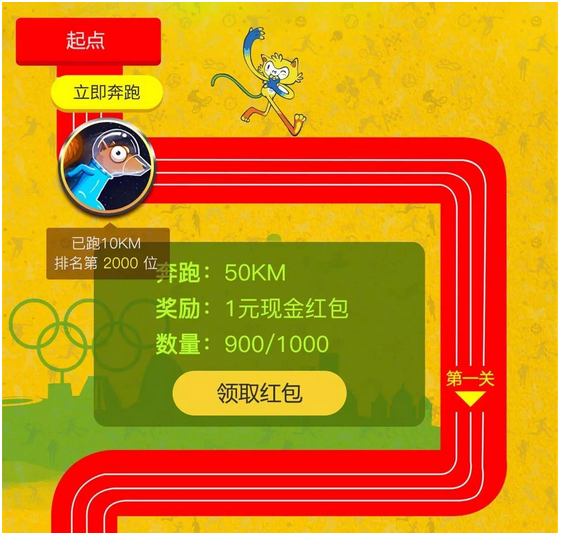 起点
立即奔跑
已跑10KM
排名第 2000 位
奔跑：50KM
奖励：1元现金红包
数量：900/1000
领取红包
第一关